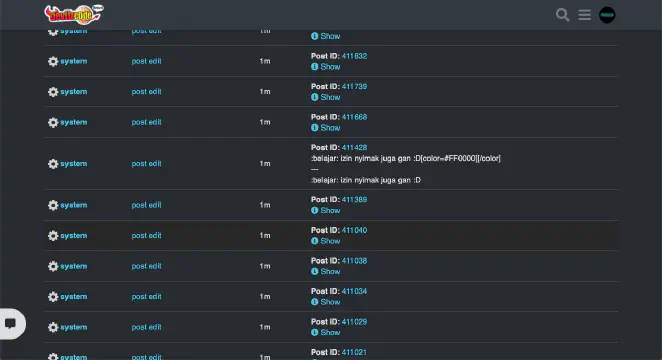 devilzc0de
system post edit 1m Show
Post ID: 411832
system post edit 1m
Show
Post ID: 411739
system post edit 1m
Show
Post ID: 411668
system post edit 1m
Show
Post ID: 411428
:belajar: izin nyimak juga gan :D[color=#FF0000][/color]
system post edit 1m
---
:belajar: izin nyimak juga gan :D
Post ID: 411389
system post edit 1m
Show
Post ID: 411040
system post edit 1m
Show
Post ID: 411038
system post edit 1m
Show
Post ID: 411034
system post edit 1m
Show
Post ID: 411029
system post edit 1m
Show
Post ID: 411021